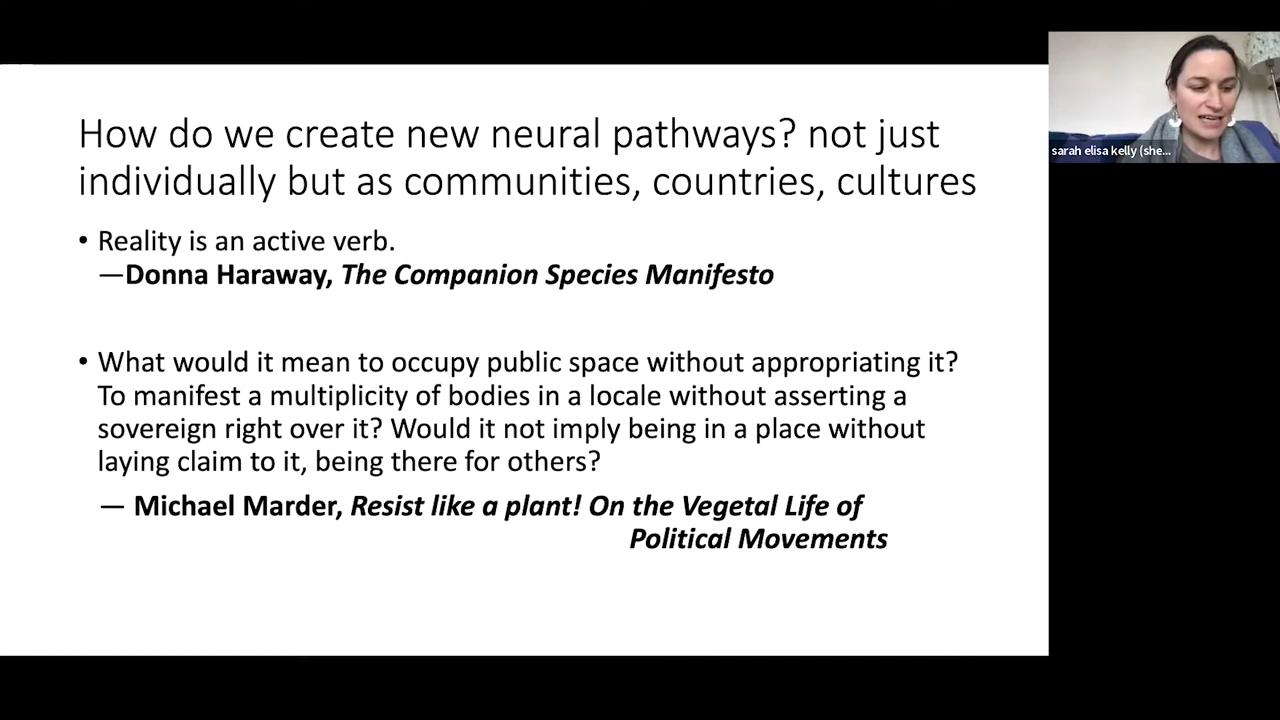 How do we create new neural pathways? not just
individually but as communities, countries, cultures
• Reality is an active verb.
—Donna Haraway, The Companion Species Manifesto
• What would it mean to occupy public space without appropriating it?
To manifest a multiplicity of bodies in a locale without asserting a
sovereign right over it? Would it not imply being in a place without
laying claim to it, being there for others?
— Michael Marder, Resist like a plant! On the Vegetal Life of
Political Movements
sarah elisa kelly (she...